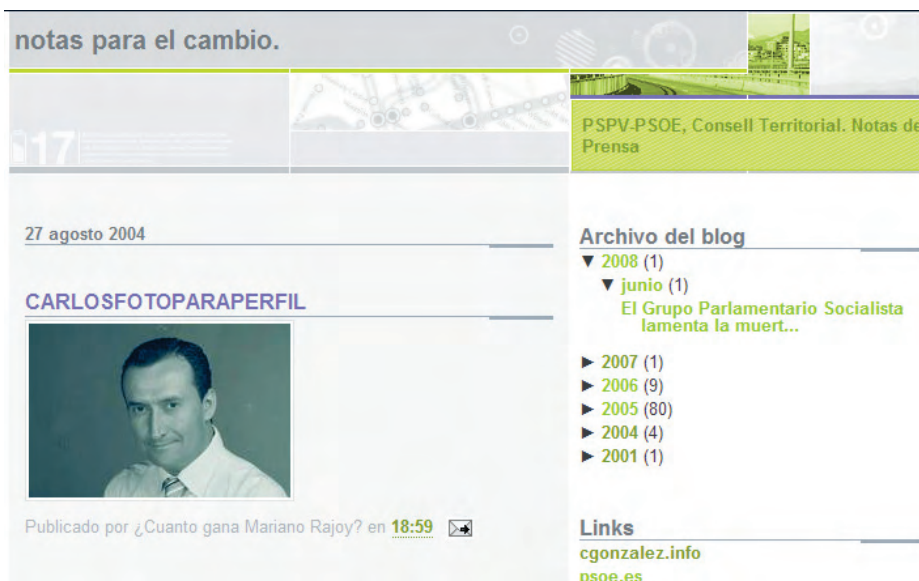 notas para el cambio.
17
PSPV-PSOE, Consell Territorial. Notas de
Prensa
27 agosto 2004
CARLOSFOTOPARAPERFIL
Publicado por ¿Cuanto gana Mariano Rajoy? en 18:59
Archivo del blog
▼ 2008 (1)
▼ junio (1)
El Grupo Parlamentario Socialista
lamenta la muert...
► 2007 (1)
► 2006 (9)
► 2005 (80)
► 2004 (4)
► 2001 (1)
Links
cgonzalez.info
psoe.es